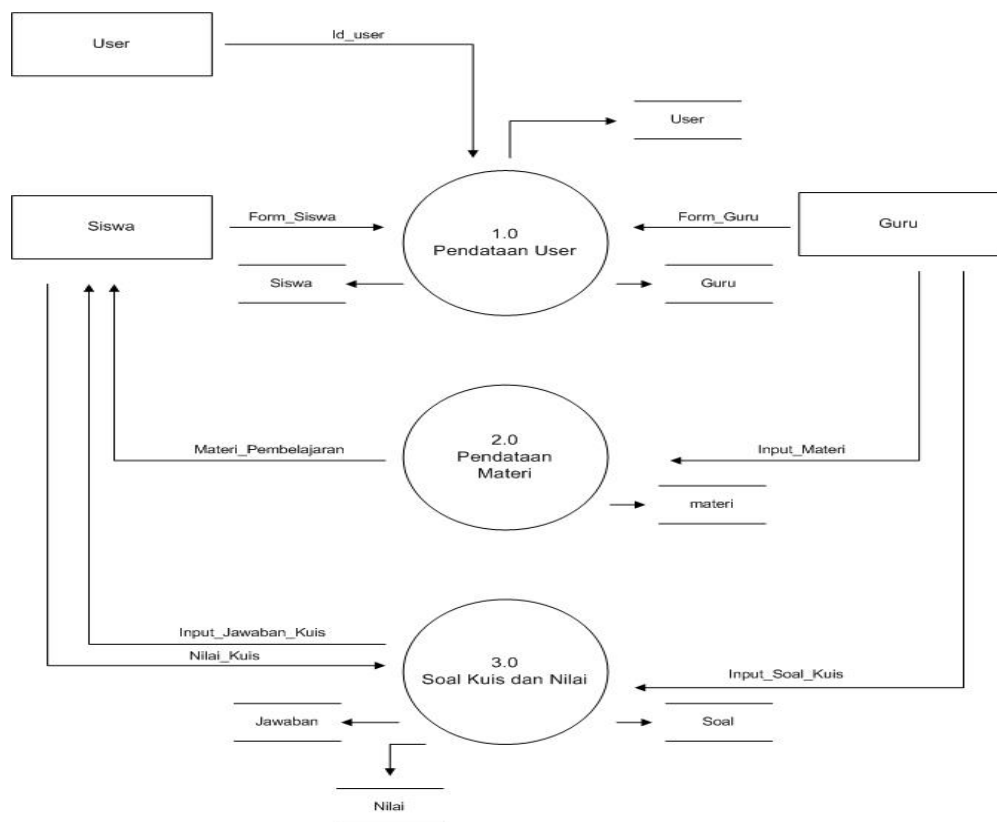 User
Id_user
User
Siswa
Form_Siswa
1.0
Pendataan User
Form_Guru
Guru
Siswa
Guru
Materi_Pembelajaran
2.0
Pendataan
Materi
Input_Materi
materi
Input_Jawaban_Kuis
Nilai_Kuis
3.0
Soal Kuis dan Nilai
Input_Soal_Kuis
Jawaban
Soal
Nilai